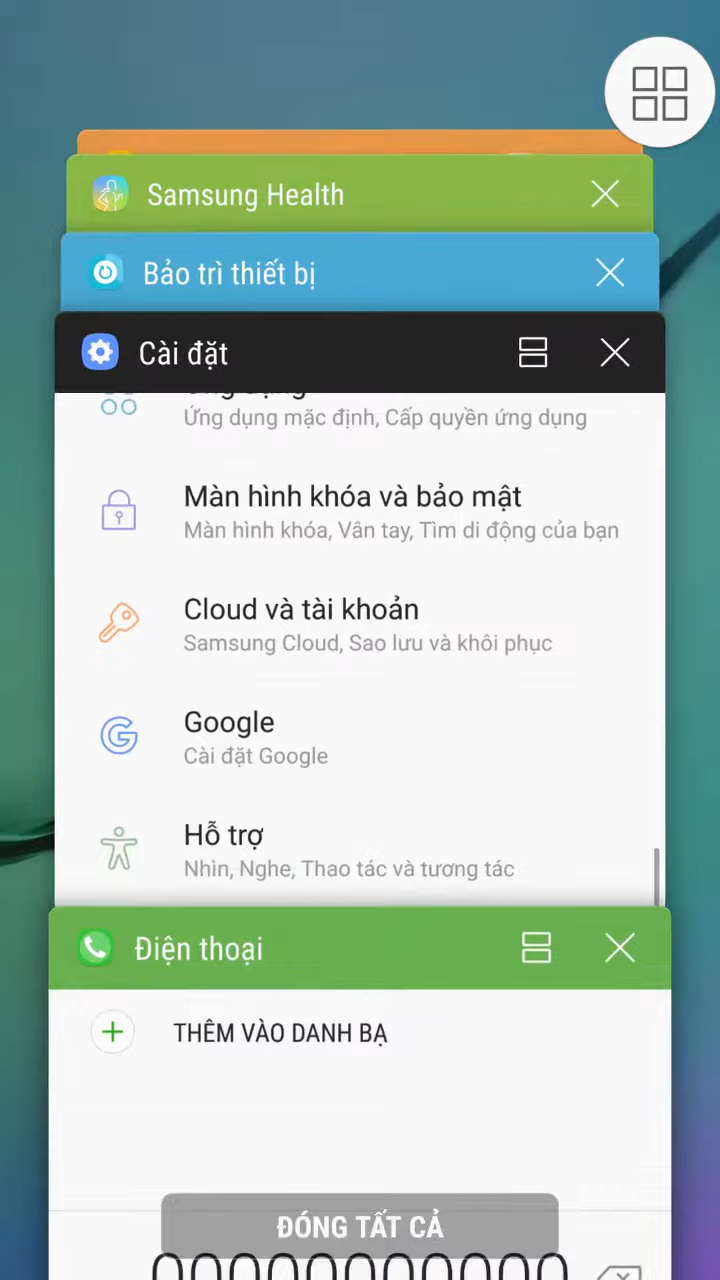 Samsung Health
Bảo trì thiết bị
Cài đặt
Ứng dụng mặc định, Cấp quyền ứng dụng
Màn hình khóa và bảo mật
Màn hình khóa, Vân tay, Tìm di động của bạn
Cloud và tài khoản
Samsung Cloud, Sao lưu và khôi phục
Google
Cài đặt Google
Hỗ trợ
Nhìn, Nghe, Thao tác và tương tác
Điện thoại
THÊM VÀO DANH BẠ
ĐÓNG TẤT CẢ